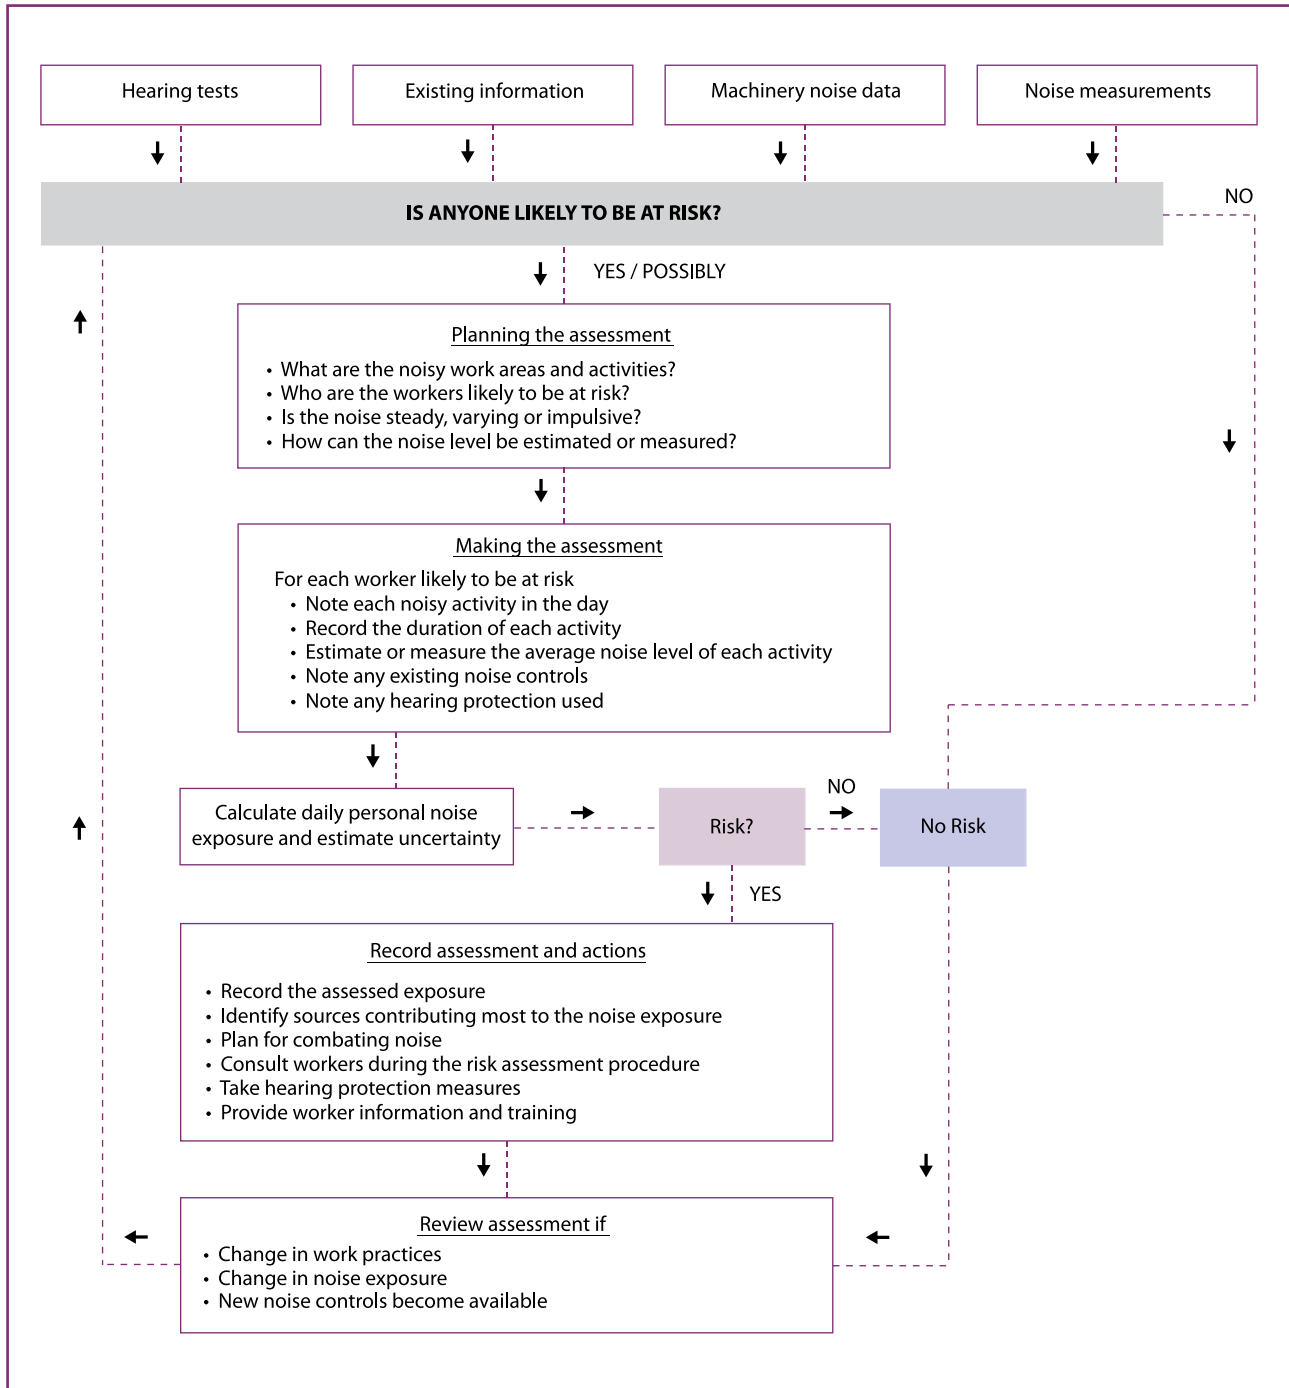 Hearing tests
Existing information
Machinery noise data
Noise measurements
IS ANYONE LIKELY TO BE AT RISK?
NO
YES / POSSIBLY
Planning the assessment
• What are the noisy work areas and activities?
• Who are the workers likely to be at risk?
• Is the noise steady, varying or impulsive?
• How can the noise level be estimated or measured?
Making the assessment
For each worker likely to be at risk
• Note each noisy activity in the day
• Record the duration of each activity
• Estimate or measure the average noise level of each activity
• Note any existing noise controls
• Note any hearing protection used
Calculate daily personal noise
exposure and estimate uncertainty
Risk?
NO
No Risk
YES
Record assessment and actions
• Record the assessed exposure
• Identify sources contributing most to the noise exposure
• Plan for combating noise
• Consult workers during the risk assessment procedure
• Take hearing protection measures
• Provide worker information and training
Review assessment if
• Change in work practices
• Change in noise exposure
• New noise controls become available